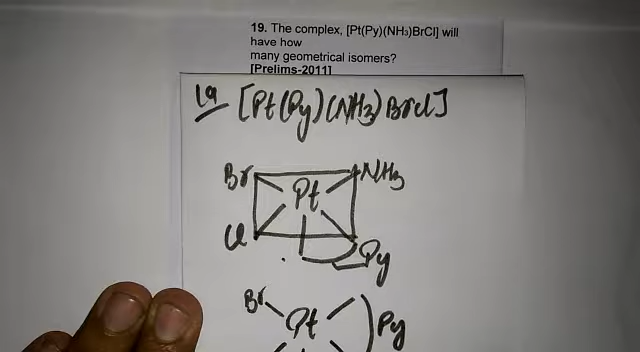 19. The complex, [Pt(Py)(NH₃)BrCl] will
have how
many geometrical isomers?
[Prelims-2011]
19 [Pt(Py)(NH3)BrCl]
Br NH3
Pt
Cl
Py
Br
Pt Py